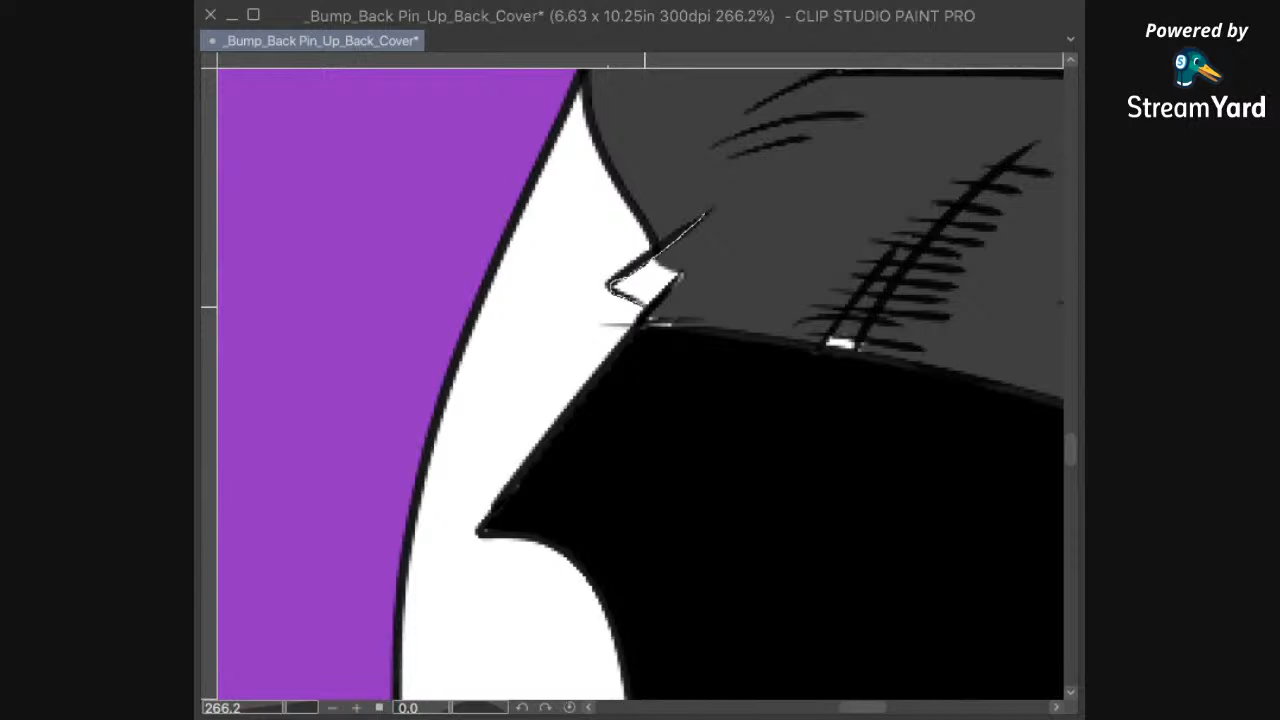 _Bump_Back Pin_Up_Back_Cover* (6.63 x 10.25in 300dpi 266.2%) - CLIP STUDIO PAINT PRO
_Bump_Back Pin_Up_Back_Cover*
Powered by
S
StreamYard
266.2
0.0